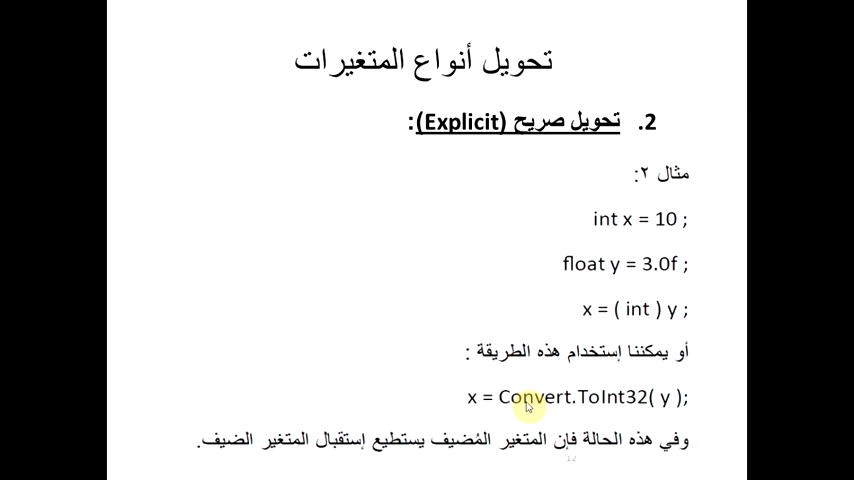 تحويل أنواع المتغيرات
2. تحويل صريح (Explicit):
مثال ٢:
int x = 10 ;
float y = 3.0f ;
x = ( int ) y ;
أو يمكننا إستخدام هذه الطريقة :
x = Convert.ToInt32( y );
وفي هذه الحالة فإن المتغير المُضيف يستطيع إستقبال المتغير الضيف.
12